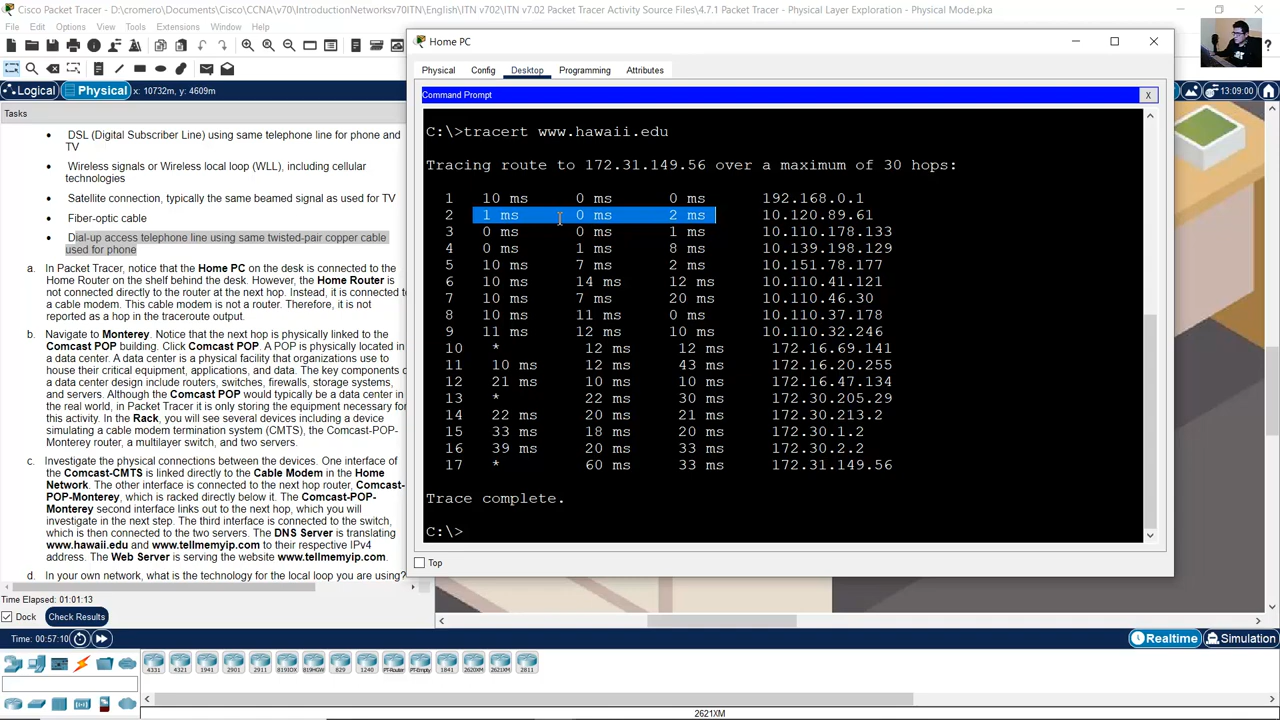 Cisco Packet Tracer - C:\Users\cromero\Documents\Cisco\CCNA\v70\IntroductionNetworksv70ITN\English\ITN v702\ITN v7.02 Packet Tracer Activity Source Files\4.7.1 Packet Tracer - Physical Layer Exploration - Physical Mode.pka
File Edit Options View Tools Extensions Window Help
Logical Physical x: 10732m, y: 4609m
13:09:00
Tasks
• DSL (Digital Subscriber Line) using same telephone line for phone and
TV
• Wireless signals or Wireless local loop (WLL), including cellular
technologies
• Satellite connection, typically the same beamed signal as used for TV
• Fiber-optic cable
• Dial-up access telephone line using same twisted-pair copper cable
used for phone
a. In Packet Tracer, notice that the Home PC on the desk is connected to the
Home Router on the shelf behind the desk. However, the Home Router is
not connected directly to the router at the next hop. Instead, it is connected to
a cable modem. This cable modem is not a router. Therefore, it is not
reported as a hop in the traceroute output.
b. Navigate to Monterey. Notice that the next hop is physically linked to the
Comcast POP building. Click Comcast POP. A POP is physically located in
a data center. A data center is a physical facility that organizations use to
house their critical equipment, applications, and data. The key components of
a data center design include routers, switches, firewalls, storage systems,
and servers. Although the Comcast POP would typically be a data center in
the real world, in Packet Tracer it is only storing the equipment necessary for
this activity. In the Rack, you will see several devices including a device
simulating a cable modem termination system (CMTS), the Comcast-POP-
Monterey router, a multilayer switch, and two servers.
c. Investigate the physical connections between the devices. One interface of
the Comcast-CMTS is linked directly to the Cable Modem in the Home
Network. The other interface is connected to the next hop router, Comcast-
POP-Monterey, which is racked directly below it. The Comcast-POP-
Monterey second interface links out to the next hop, which you will
investigate in the next step. The third interface is connected to the switch,
which is then connected to the two servers. The DNS Server is translating
www.hawaii.edu and www.tellmemyip.com to their respective IPv4
address. The Web Server is serving the website www.tellmemyip.com.
d. In your own network, what is the technology for the local loop you are using?
Time Elapsed: 01:01:13
Dock Check Results
Time: 00:57:10
Realtime Simulation
Home PC
Physical Config Desktop Programming Attributes
Command Prompt X
C:\>tracert www.hawaii.edu
Tracing route to 172.31.149.56 over a maximum of 30 hops:
1 10 ms 0 ms 0 ms 192.168.0.1
2 1 ms 0 ms 2 ms 10.120.89.61
3 0 ms 0 ms 1 ms 10.110.178.133
4 0 ms 1 ms 8 ms 10.139.198.129
5 10 ms 7 ms 2 ms 10.151.78.177
6 10 ms 14 ms 12 ms 10.110.41.121
7 10 ms 7 ms 20 ms 10.110.46.30
8 10 ms 11 ms 0 ms 10.110.37.178
9 11 ms 12 ms 10 ms 10.110.32.246
10 * 12 ms 12 ms 172.16.69.141
11 10 ms 12 ms 43 ms 172.16.20.255
12 21 ms 10 ms 10 ms 172.16.47.134
13 * 22 ms 30 ms 172.30.205.29
14 22 ms 20 ms 21 ms 172.30.213.2
15 33 ms 18 ms 20 ms 172.30.1.2
16 39 ms 20 ms 33 ms 172.30.2.2
17 * 60 ms 33 ms 172.31.149.56
Trace complete.
C:\>
Top
4331 4321 1941 2901 2911 819IOX 819HGW 829 1240 PT-Router PT-Empty 1841 2620XM 2621XM 2811
2621XM